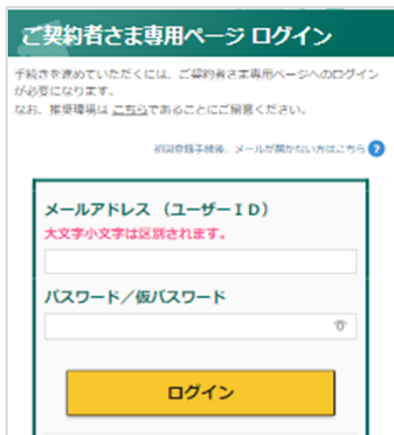 ご契約者さま専用ページ ログイン
手続きを進めていただくには、ご契約者さま専用ページへのログイン
が必要になります。
なお、推奨環境は こちらであることにご留意ください。
初回登録手続後、メールが届かない方はこちら ?
メールアドレス (ユーザーID)
大文字小文字は区別されます。
パスワード/仮パスワード
ログイン